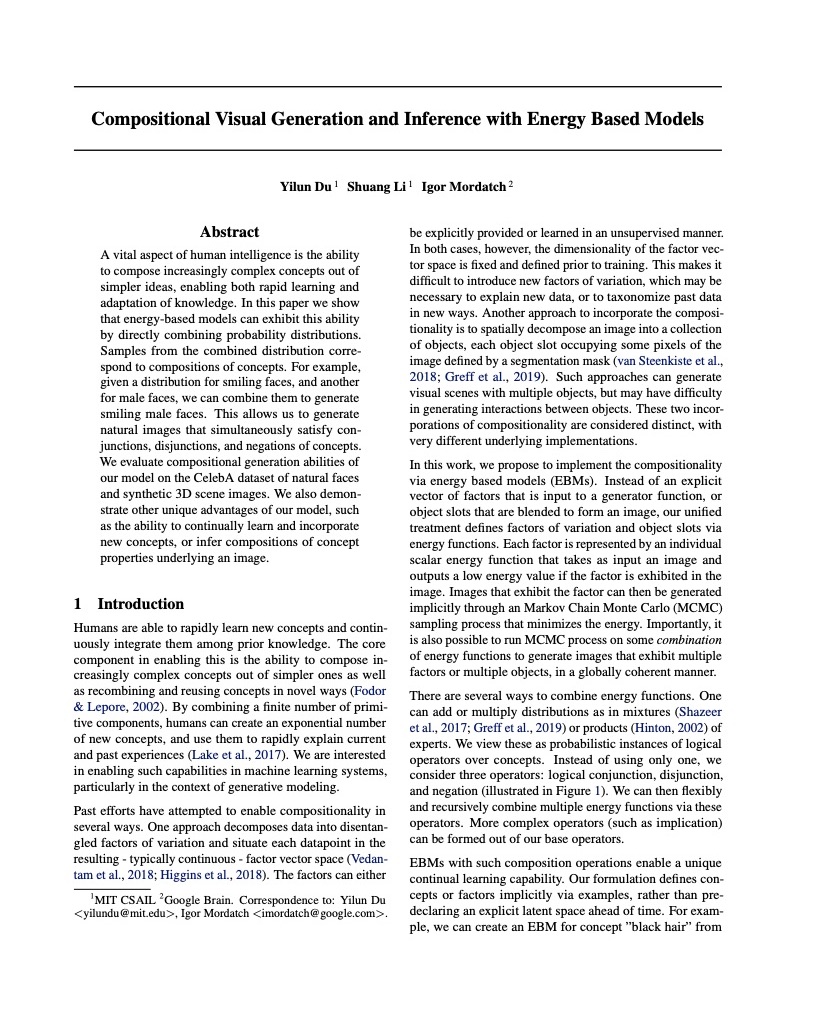 Compositional Visual Generation and Inference with Energy Based Models
Yilun Du 1 Shuang Li 1 Igor Mordatch 2
Abstract
A vital aspect of human intelligence is the ability
to compose increasingly complex concepts out of
simpler ideas, enabling both rapid learning and
adaptation of knowledge. In this paper we show
that energy-based models can exhibit this ability
by directly combining probability distributions.
Samples from the combined distribution corre-
spond to compositions of concepts. For example,
given a distribution for smiling faces, and another
for male faces, we can combine them to generate
smiling male faces. This allows us to generate
natural images that simultaneously satisfy con-
junctions, disjunctions, and negations of concepts.
We evaluate compositional generation abilities of
our model on the CelebA dataset of natural faces
and synthetic 3D scene images. We also demon-
strate other unique advantages of our model, such
as the ability to continually learn and incorporate
new concepts, or infer compositions of concept
properties underlying an image.
1 Introduction
Humans are able to rapidly learn new concepts and contin-
uously integrate them among prior knowledge. The core
component in enabling this is the ability to compose in-
creasingly complex concepts out of simpler ones as well
as recombining and reusing concepts in novel ways (Fodor
& Lepore, 2002). By combining a finite number of primi-
tive components, humans can create an exponential number
of new concepts, and use them to rapidly explain current
and past experiences (Lake et al., 2017). We are interested
in enabling such capabilities in machine learning systems,
particularly in the context of generative modeling.
Past efforts have attempted to enable compositionality in
several ways. One approach decomposes data into disentan-
gled factors of variation and situate each datapoint in the
resulting - typically continuous - factor vector space (Vedan-
tam et al., 2018; Higgins et al., 2018). The factors can either
1MIT CSAIL 2Google Brain. Correspondence to: Yilun Du
<yilundu@mit.edu>, Igor Mordatch <imordatch@google.com>.
be explicitly provided or learned in an unsupervised manner.
In both cases, however, the dimensionality of the factor vec-
tor space is fixed and defined prior to training. This makes it
difficult to introduce new factors of variation, which may be
necessary to explain new data, or to taxonomize past data
in new ways. Another approach to incorporate the composi-
tionality is to spatially decompose an image into a collection
of objects, each object slot occupying some pixels of the
image defined by a segmentation mask (van Steenkiste et al.,
2018; Greff et al., 2019). Such approaches can generate
visual scenes with multiple objects, but may have difficulty
in generating interactions between objects. These two incor-
porations of compositionality are considered distinct, with
very different underlying implementations.
In this work, we propose to implement the compositionality
via energy based models (EBMs). Instead of an explicit
vector of factors that is input to a generator function, or
object slots that are blended to form an image, our unified
treatment defines factors of variation and object slots via
energy functions. Each factor is represented by an individual
scalar energy function that takes as input an image and
outputs a low energy value if the factor is exhibited in the
image. Images that exhibit the factor can then be generated
implicitly through an Markov Chain Monte Carlo (MCMC)
sampling process that minimizes the energy. Importantly, it
is also possible to run MCMC process on some combination
of energy functions to generate images that exhibit multiple
factors or multiple objects, in a globally coherent manner.
There are several ways to combine energy functions. One
can add or multiply distributions as in mixtures (Shazeer
et al., 2017; Greff et al., 2019) or products (Hinton, 2002) of
experts. We view these as probabilistic instances of logical
operators over concepts. Instead of using only one, we
consider three operators: logical conjunction, disjunction,
and negation (illustrated in Figure 1). We can then flexibly
and recursively combine multiple energy functions via these
operators. More complex operators (such as implication)
can be formed out of our base operators.
EBMs with such composition operations enable a unique
continual learning capability. Our formulation defines con-
cepts or factors implicitly via examples, rather than pre-
declaring an explicit latent space ahead of time. For exam-
ple, we can create an EBM for concept ”black hair” from